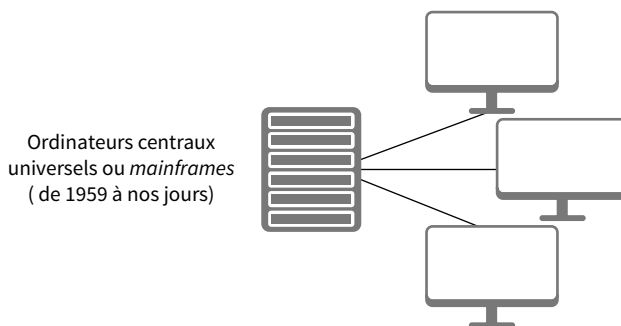 Ordinateurs centraux
universels ou mainframes
( de 1959 à nos jours)